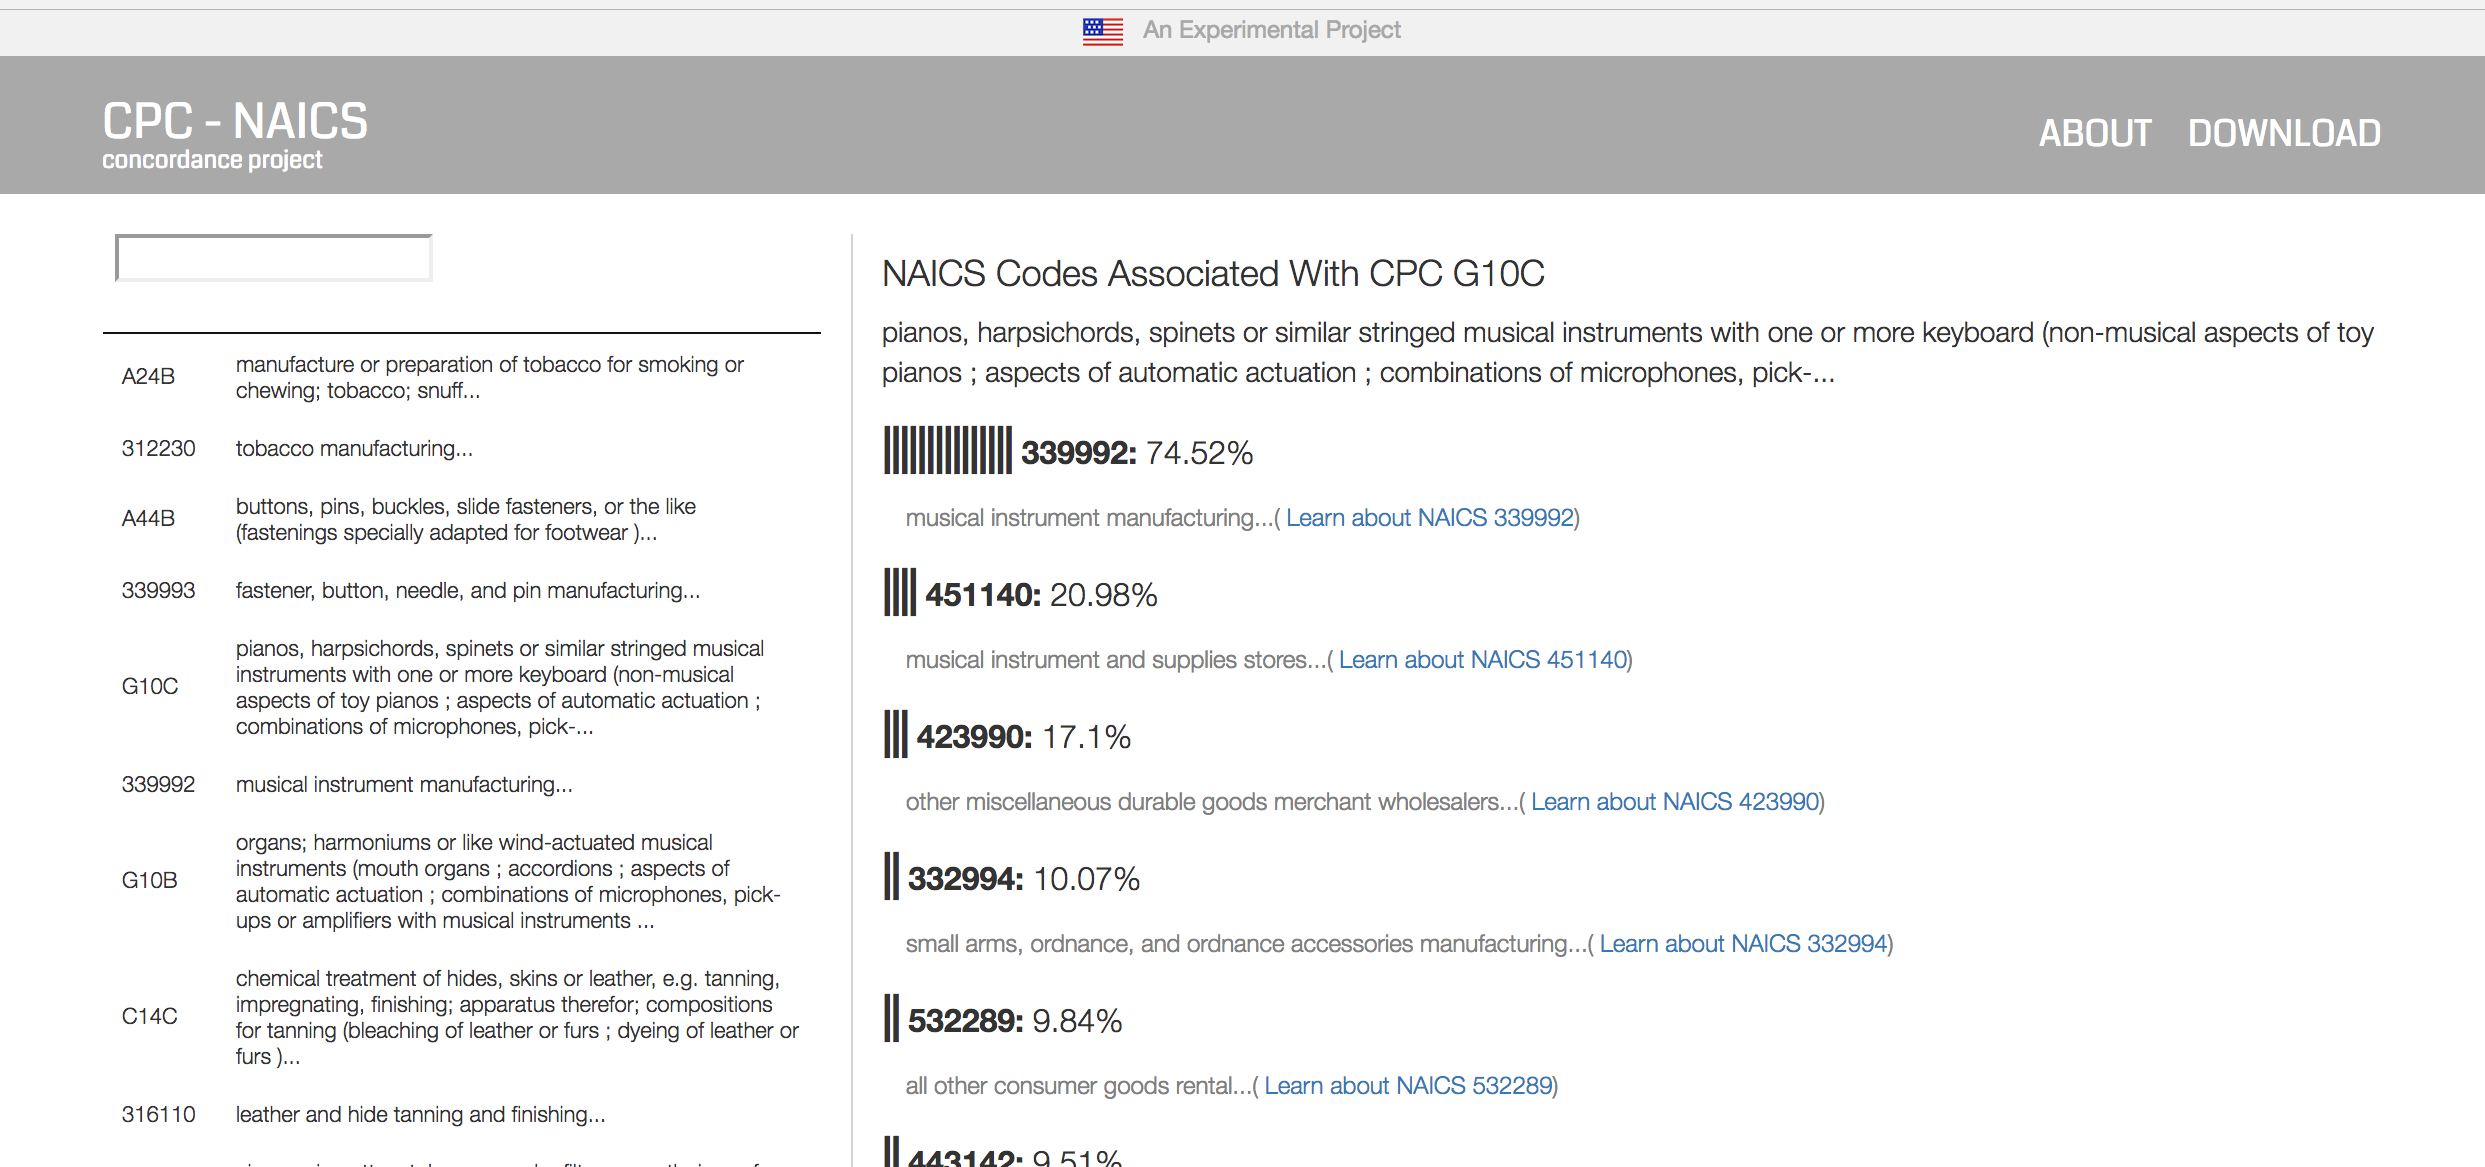 An Experimental Project
CPC - NAICS
concordance project
ABOUT DOWNLOAD
A24B manufacture or preparation of tobacco for smoking or
chewing; tobacco; snuff...
312230 tobacco manufacturing...
A44B buttons, pins, buckles, slide fasteners, or the like
(fastenings specially adapted for footwear )...
339993 fastener, button, needle, and pin manufacturing...
G10C pianos, harpsichords, spinets or similar stringed musical
instruments with one or more keyboard (non-musical
aspects of toy pianos ; aspects of automatic actuation ;
combinations of microphones, pick-...
339992 musical instrument manufacturing...
G10B organs; harmoniums or like wind-actuated musical
instruments (mouth organs ; accordions ; aspects of
automatic actuation ; combinations of microphones, pick-
ups or amplifiers with musical instruments ...
C14C chemical treatment of hides, skins or leather, e.g. tanning,
impregnating, finishing; apparatus therefor; compositions
for tanning (bleaching of leather or furs ; dyeing of leather or
furs )...
316110 leather and hide tanning and finishing...
NAICS Codes Associated With CPC G10C
pianos, harpsichords, spinets or similar stringed musical instruments with one or more keyboard (non-musical aspects of toy
pianos ; aspects of automatic actuation ; combinations of microphones, pick-...
339992: 74.52%
musical instrument manufacturing...( Learn about NAICS 339992)
451140: 20.98%
musical instrument and supplies stores...( Learn about NAICS 451140)
423990: 17.1%
other miscellaneous durable goods merchant wholesalers...( Learn about NAICS 423990)
332994: 10.07%
small arms, ordnance, and ordnance accessories manufacturing...( Learn about NAICS 332994)
532289: 9.84%
all other consumer goods rental...( Learn about NAICS 532289)
443142: 9.51%